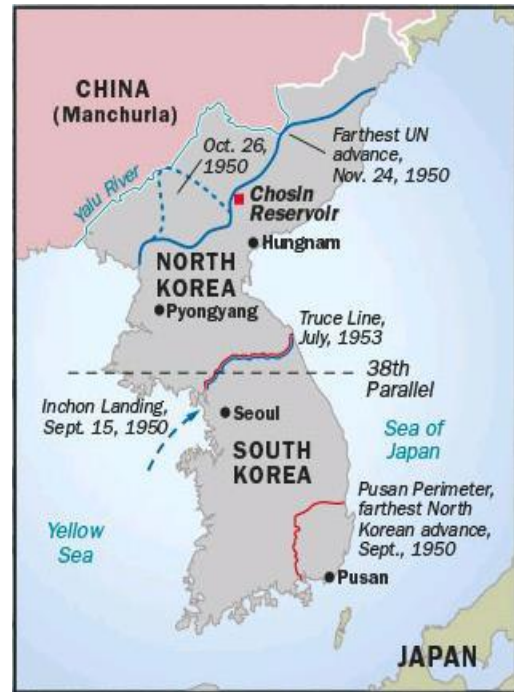 CHINA
(Manchuria)
Oct. 26,
1950
Farthest UN
advance,
Nov. 24, 1950
Yalu River
Chosin
Reservoir
Hungnam
NORTH
KOREA
Pyongyang
Truce Line,
July, 1953
38th
Parallel
Inchon Landing,
Sept. 15, 1950
Seoul
Sea of
Japan
SOUTH
KOREA
Pusan Perimeter,
farthest North
Korean advance,
Sept., 1950
Yellow
Sea
Pusan
JAPAN